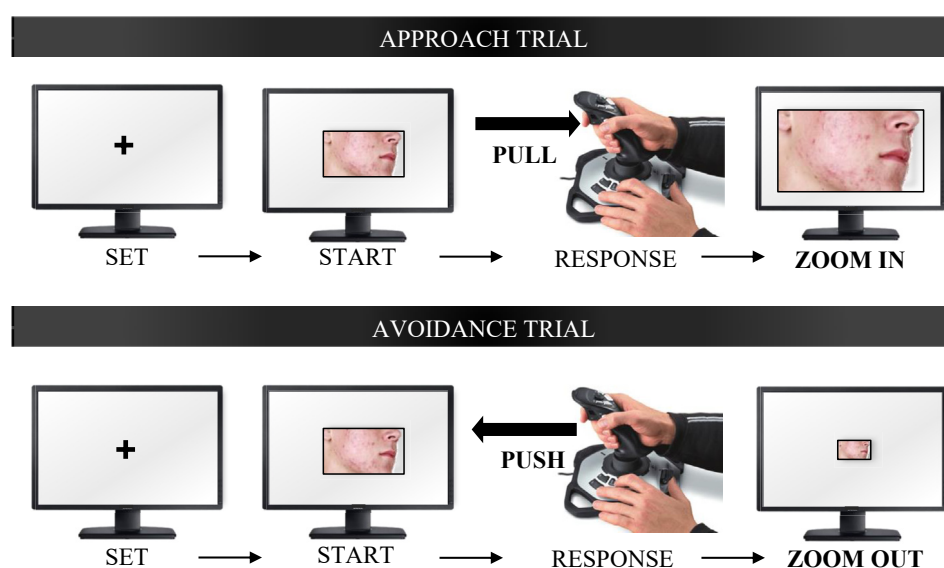 APPROACH TRIAL
PULL
SET
START
RESPONSE
ZOOM IN
AVOIDANCE TRIAL
PUSH
SET
START
RESPONSE
ZOOM OUT